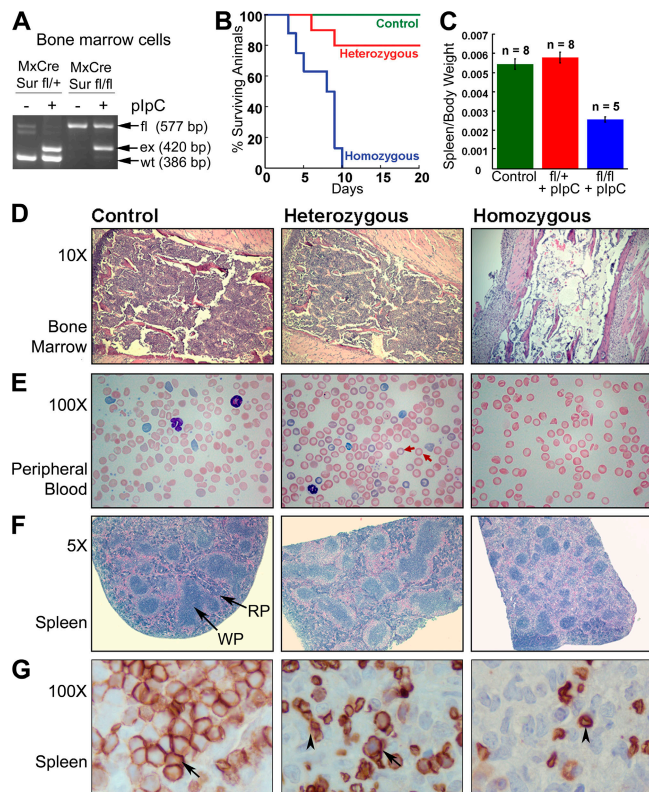 A
Bone marrow cells
MxCre Sur fl/+
MxCre Sur fl/fl
- + - + pIpC
fl (577 bp)
ex (420 bp)
wt (386 bp)
B
% Surviving Animals
100
80
60
40
20
0
0 5 10 15 20
Days
Control
Heterozygous
Homozygous
C
Spleen/Body Weight
0.007
0.006
0.005
0.004
0.003
0.002
0.001
0
n = 8
n = 8
n = 5
Control
fl/+ + pIpC
fl/fl + pIpC
D
Control
Heterozygous
Homozygous
10X
Bone Marrow
E
100X
Peripheral Blood
F
5X
Spleen
RP
WP
G
100X
Spleen